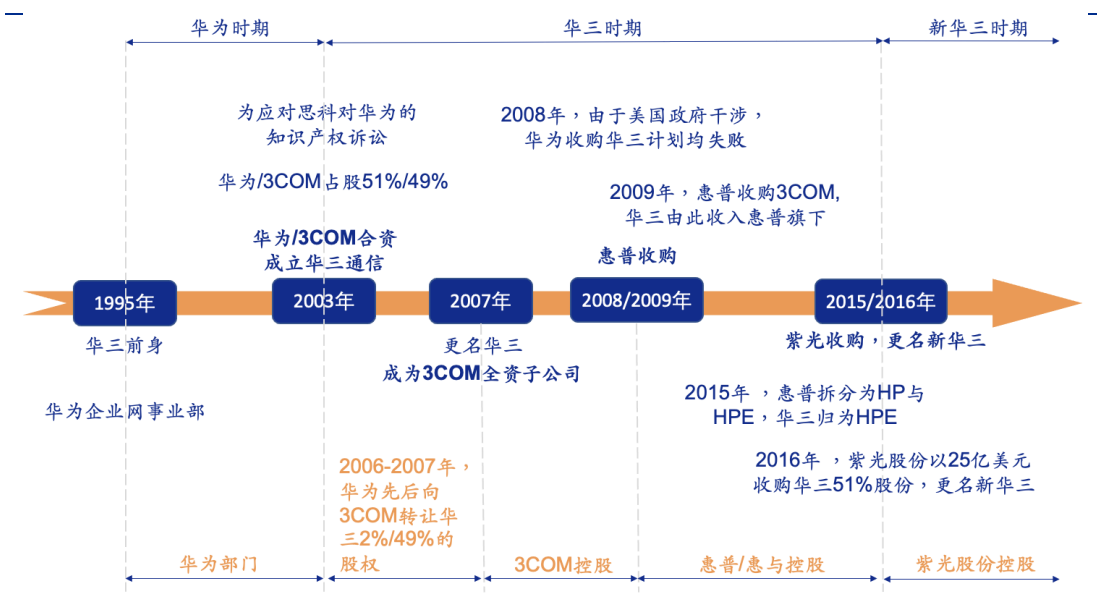 华为时期
华三时期
新华三时期
为应对思科对华为的
知识产权诉讼
华为/3COM占股51%/49%
华为/3COM合资
成立华三通信
2008年，由于美国政府干涉，
华为收购华三计划均失败
2009年，惠普收购3COM,
华三由此收入惠普旗下
惠普收购
1995年
2003年
2007年
2008/2009年
2015/2016年
华三前身
华为企业网事业部
更名华三
成为3COM全资子公司
紫光收购，更名新华三
2015年 ，惠普拆分为HP与
HPE，华三归为HPE
2016年 ，紫光股份以25亿美元
收购华三51%股份，更名新华三
2006-2007年，
华为先后向
3COM转让华
三2%/49%的
股权
华为部门
3COM控股
惠普/惠与控股
紫光股份控股